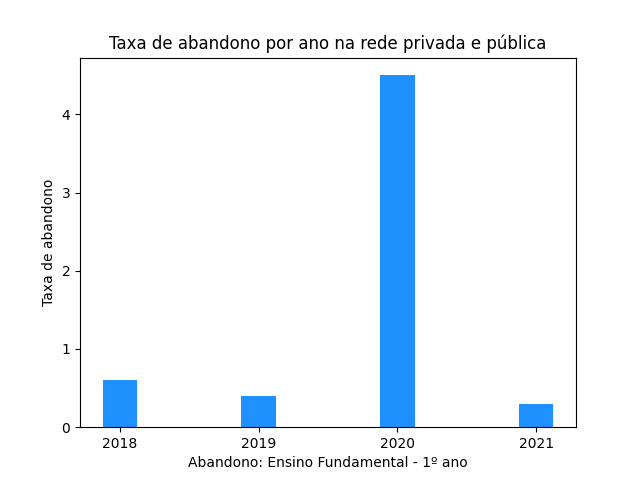 Taxa de abandono por ano na rede privada e pública
Taxa de abandono
4
3
2
1
0
2018 2019 2020 2021
Abandono: Ensino Fundamental - 1º ano